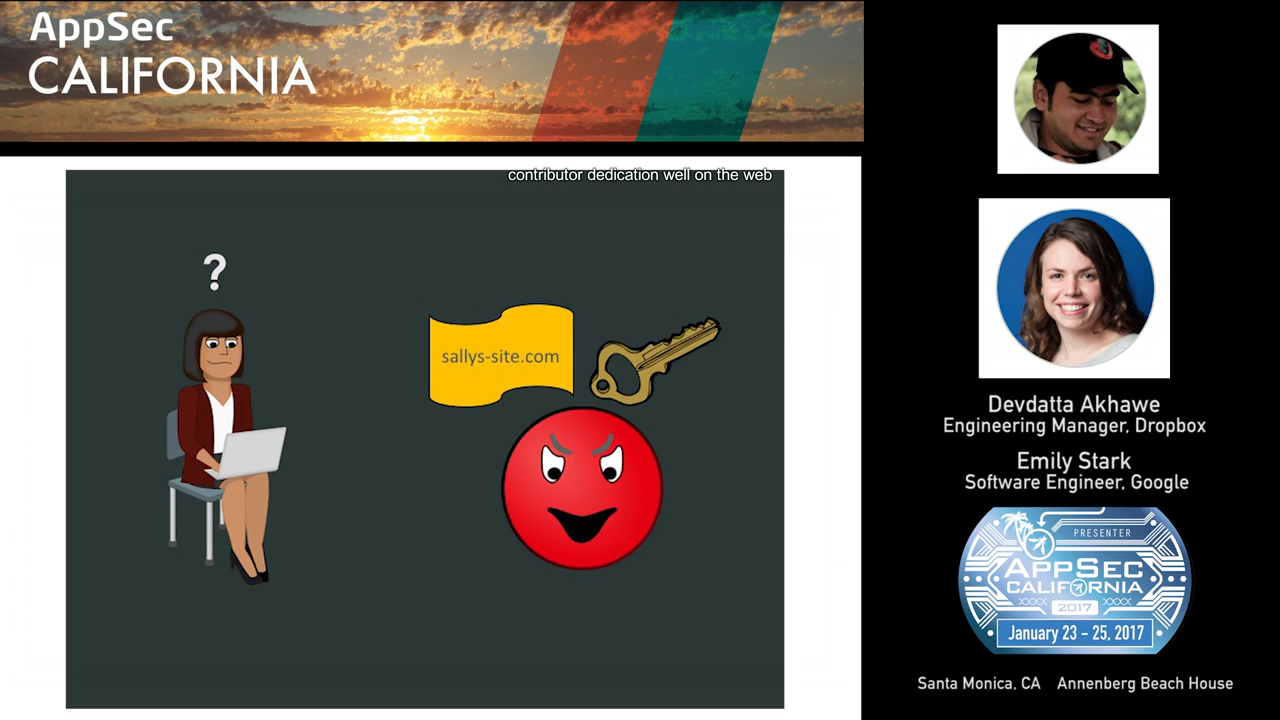 AppSec
CALIFORNIA
contributor dedication well on the web
?
sallys-site.com
Devdatta Akhawe
Engineering Manager, Dropbox
Emily Stark
Software Engineer, Google
PRESENTER
APPSEC
CALIFORNIA
2017
January 23 – 25, 2017
Santa Monica, CA Annenberg Beach House